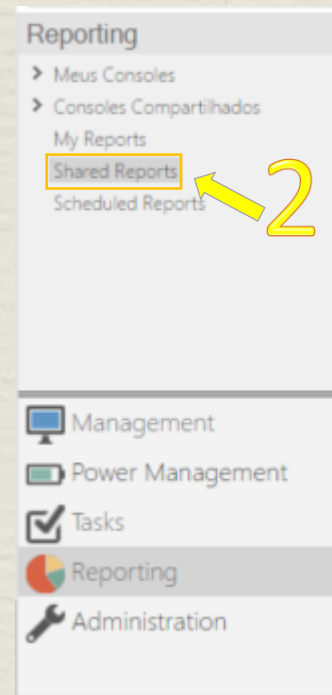 Reporting
Meus Consoles
Consoles Compartilhados
My Reports
Shared Reports
Scheduled Reports
2
Management
Power Management
Tasks
Reporting
Administration